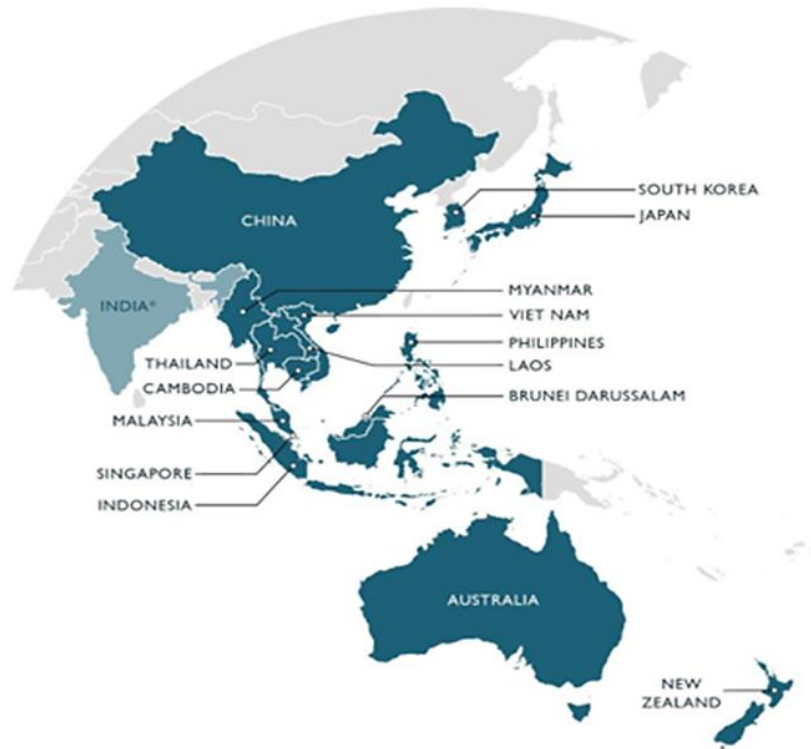 SOUTH KOREA
JAPAN
CHINA
MYANMAR
INDIA*
VIET NAM
PHILIPPINES
THAILAND
LAOS
CAMBODIA
BRUNEI DARUSSALAM
MALAYSIA
SINGAPORE
INDONESIA
AUSTRALIA
NEW
ZEALAND